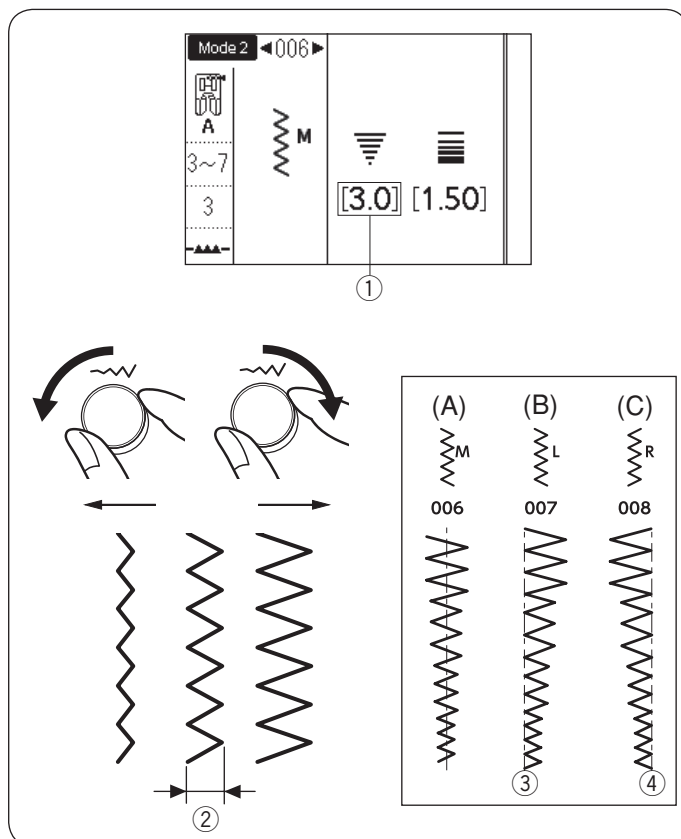 Mode 2 ◄006►
A
M
3~7
3
[3.0] [1.50]
①
(A) (B) (C)
M L R
006 007 008
②
③ ④